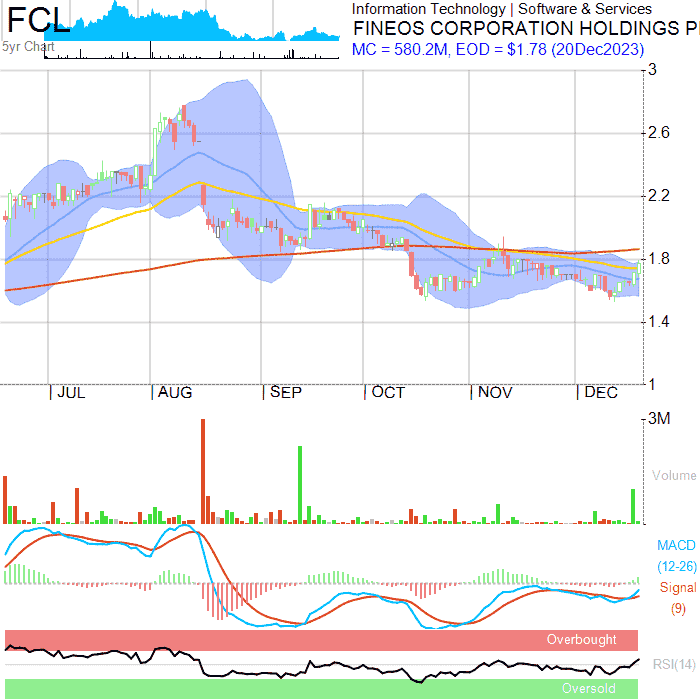 FCL
5yr Chart
Information Technology | Software & Services
FINEOS CORPORATION HOLDINGS P
MC = 580.2M, EOD = $1.78 (20Dec2023)
3
2.6
2.2
1.8
1.4
1
JUL AUG SEP OCT NOV DEC
3M
Volume
MACD
(12-26)
Signal
(9)
Overbought
RSI(14)
Oversold